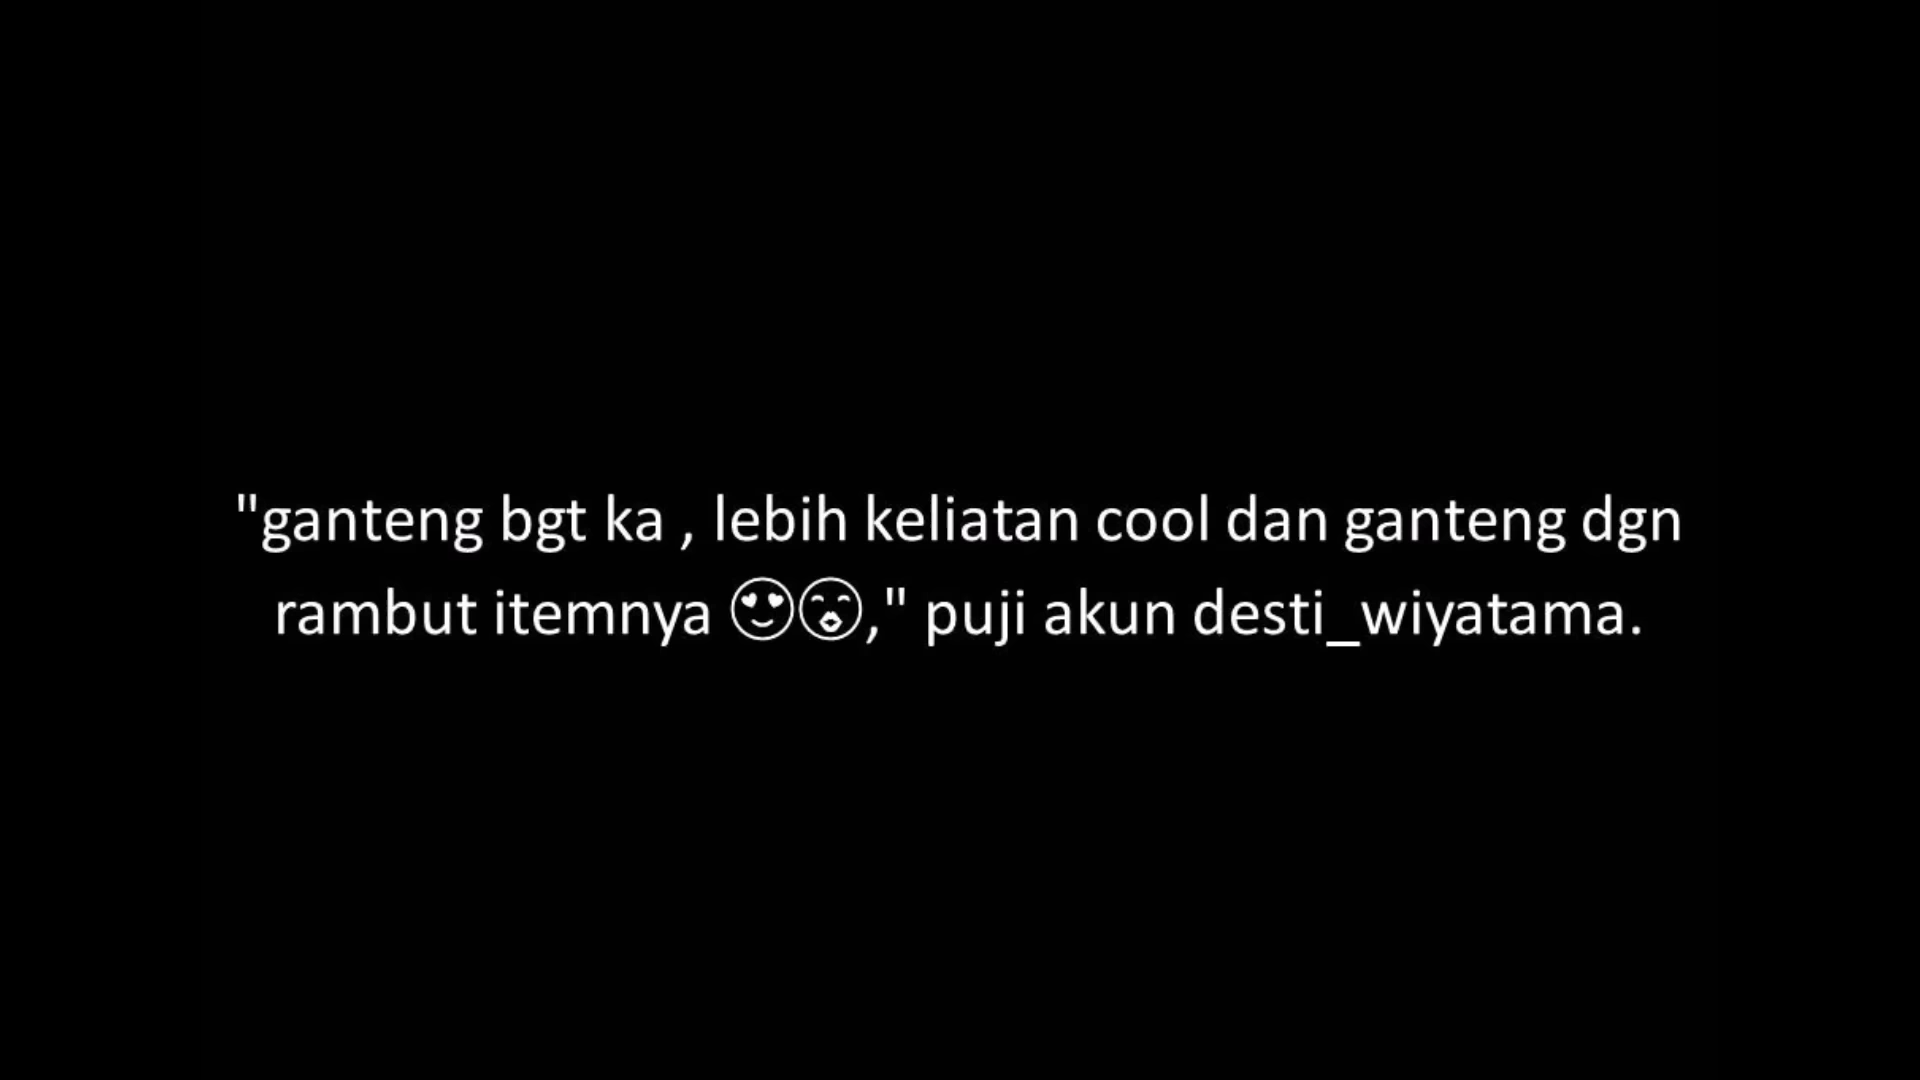 "ganteng bgt ka , lebih keliatan cool dan ganteng dgn
rambut itemnya 😍😙," puji akun desti_wiyatama.